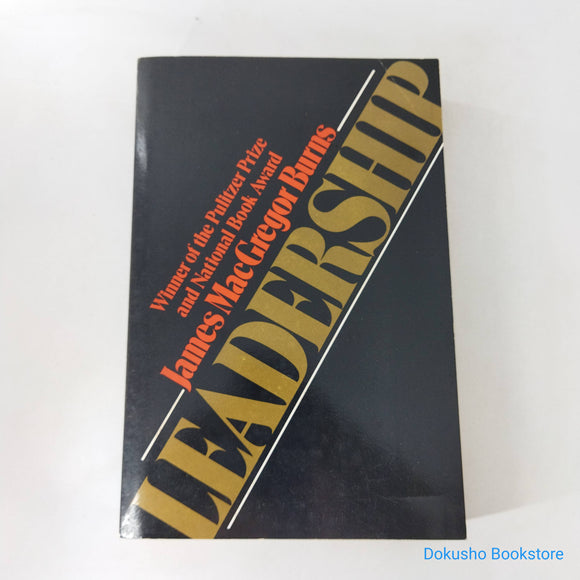 Winner of the Pulitzer Prize
and National Book Award
James MacGregor Burns
LEADERSHIP
Dokusho Bookstore